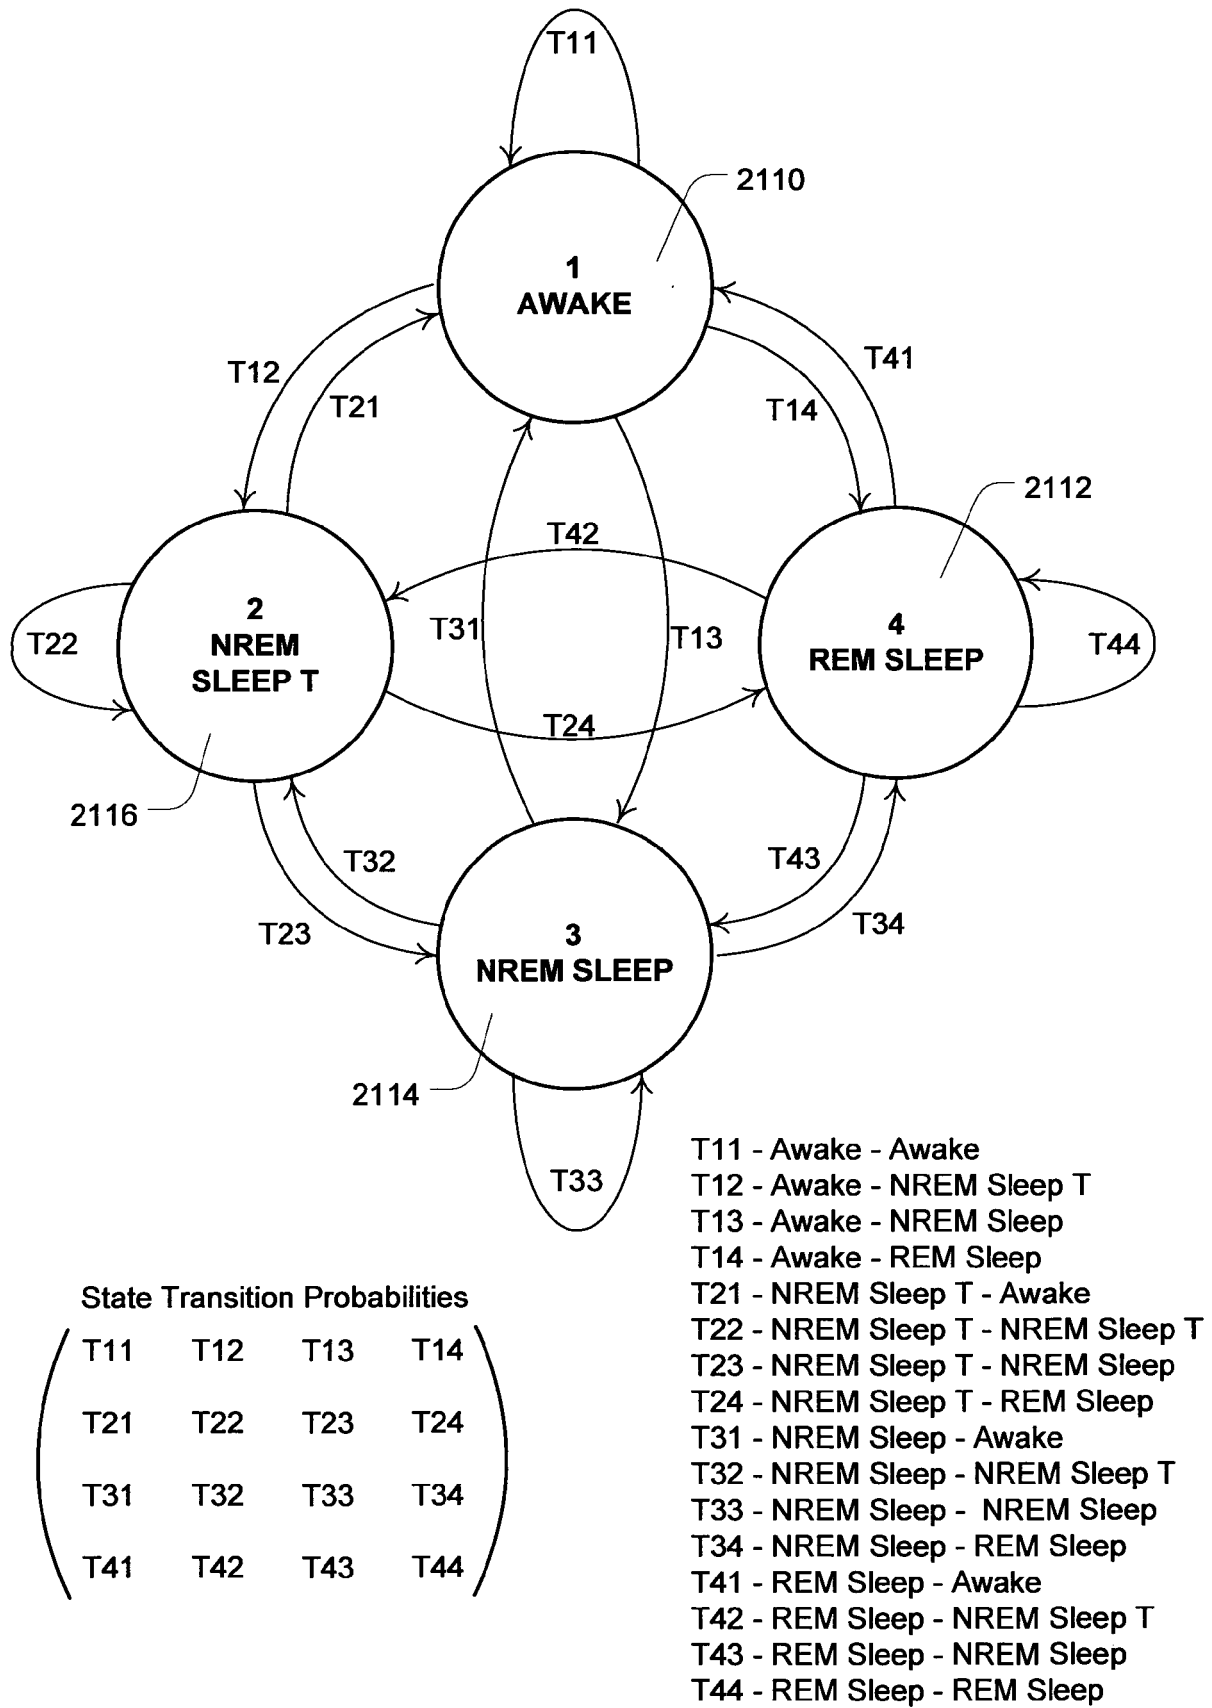 T11
2110
1
AWAKE
T12
T21
T14
T41
2112
T42
2
NREM
SLEEP T
T22
T31
T13
4
REM SLEEP
T44
T24
2116
T32
T43
T23
T34
3
NREM SLEEP
2114
T33
T11 - Awake - Awake
T12 - Awake - NREM Sleep T
T13 - Awake - NREM Sleep
T14 - Awake - REM Sleep
T21 - NREM Sleep T - Awake
T22 - NREM Sleep T - NREM Sleep T
T23 - NREM Sleep T - NREM Sleep
T24 - NREM Sleep T - REM Sleep
T31 - NREM Sleep - Awake
T32 - NREM Sleep - NREM Sleep T
T33 - NREM Sleep - NREM Sleep
T34 - NREM Sleep - REM Sleep
T41 - REM Sleep - Awake
T42 - REM Sleep - NREM Sleep T
T43 - REM Sleep - NREM Sleep
T44 - REM Sleep - REM Sleep
State Transition Probabilities
T11 T12 T13 T14
T21 T22 T23 T24
T31 T32 T33 T34
T41 T42 T43 T44